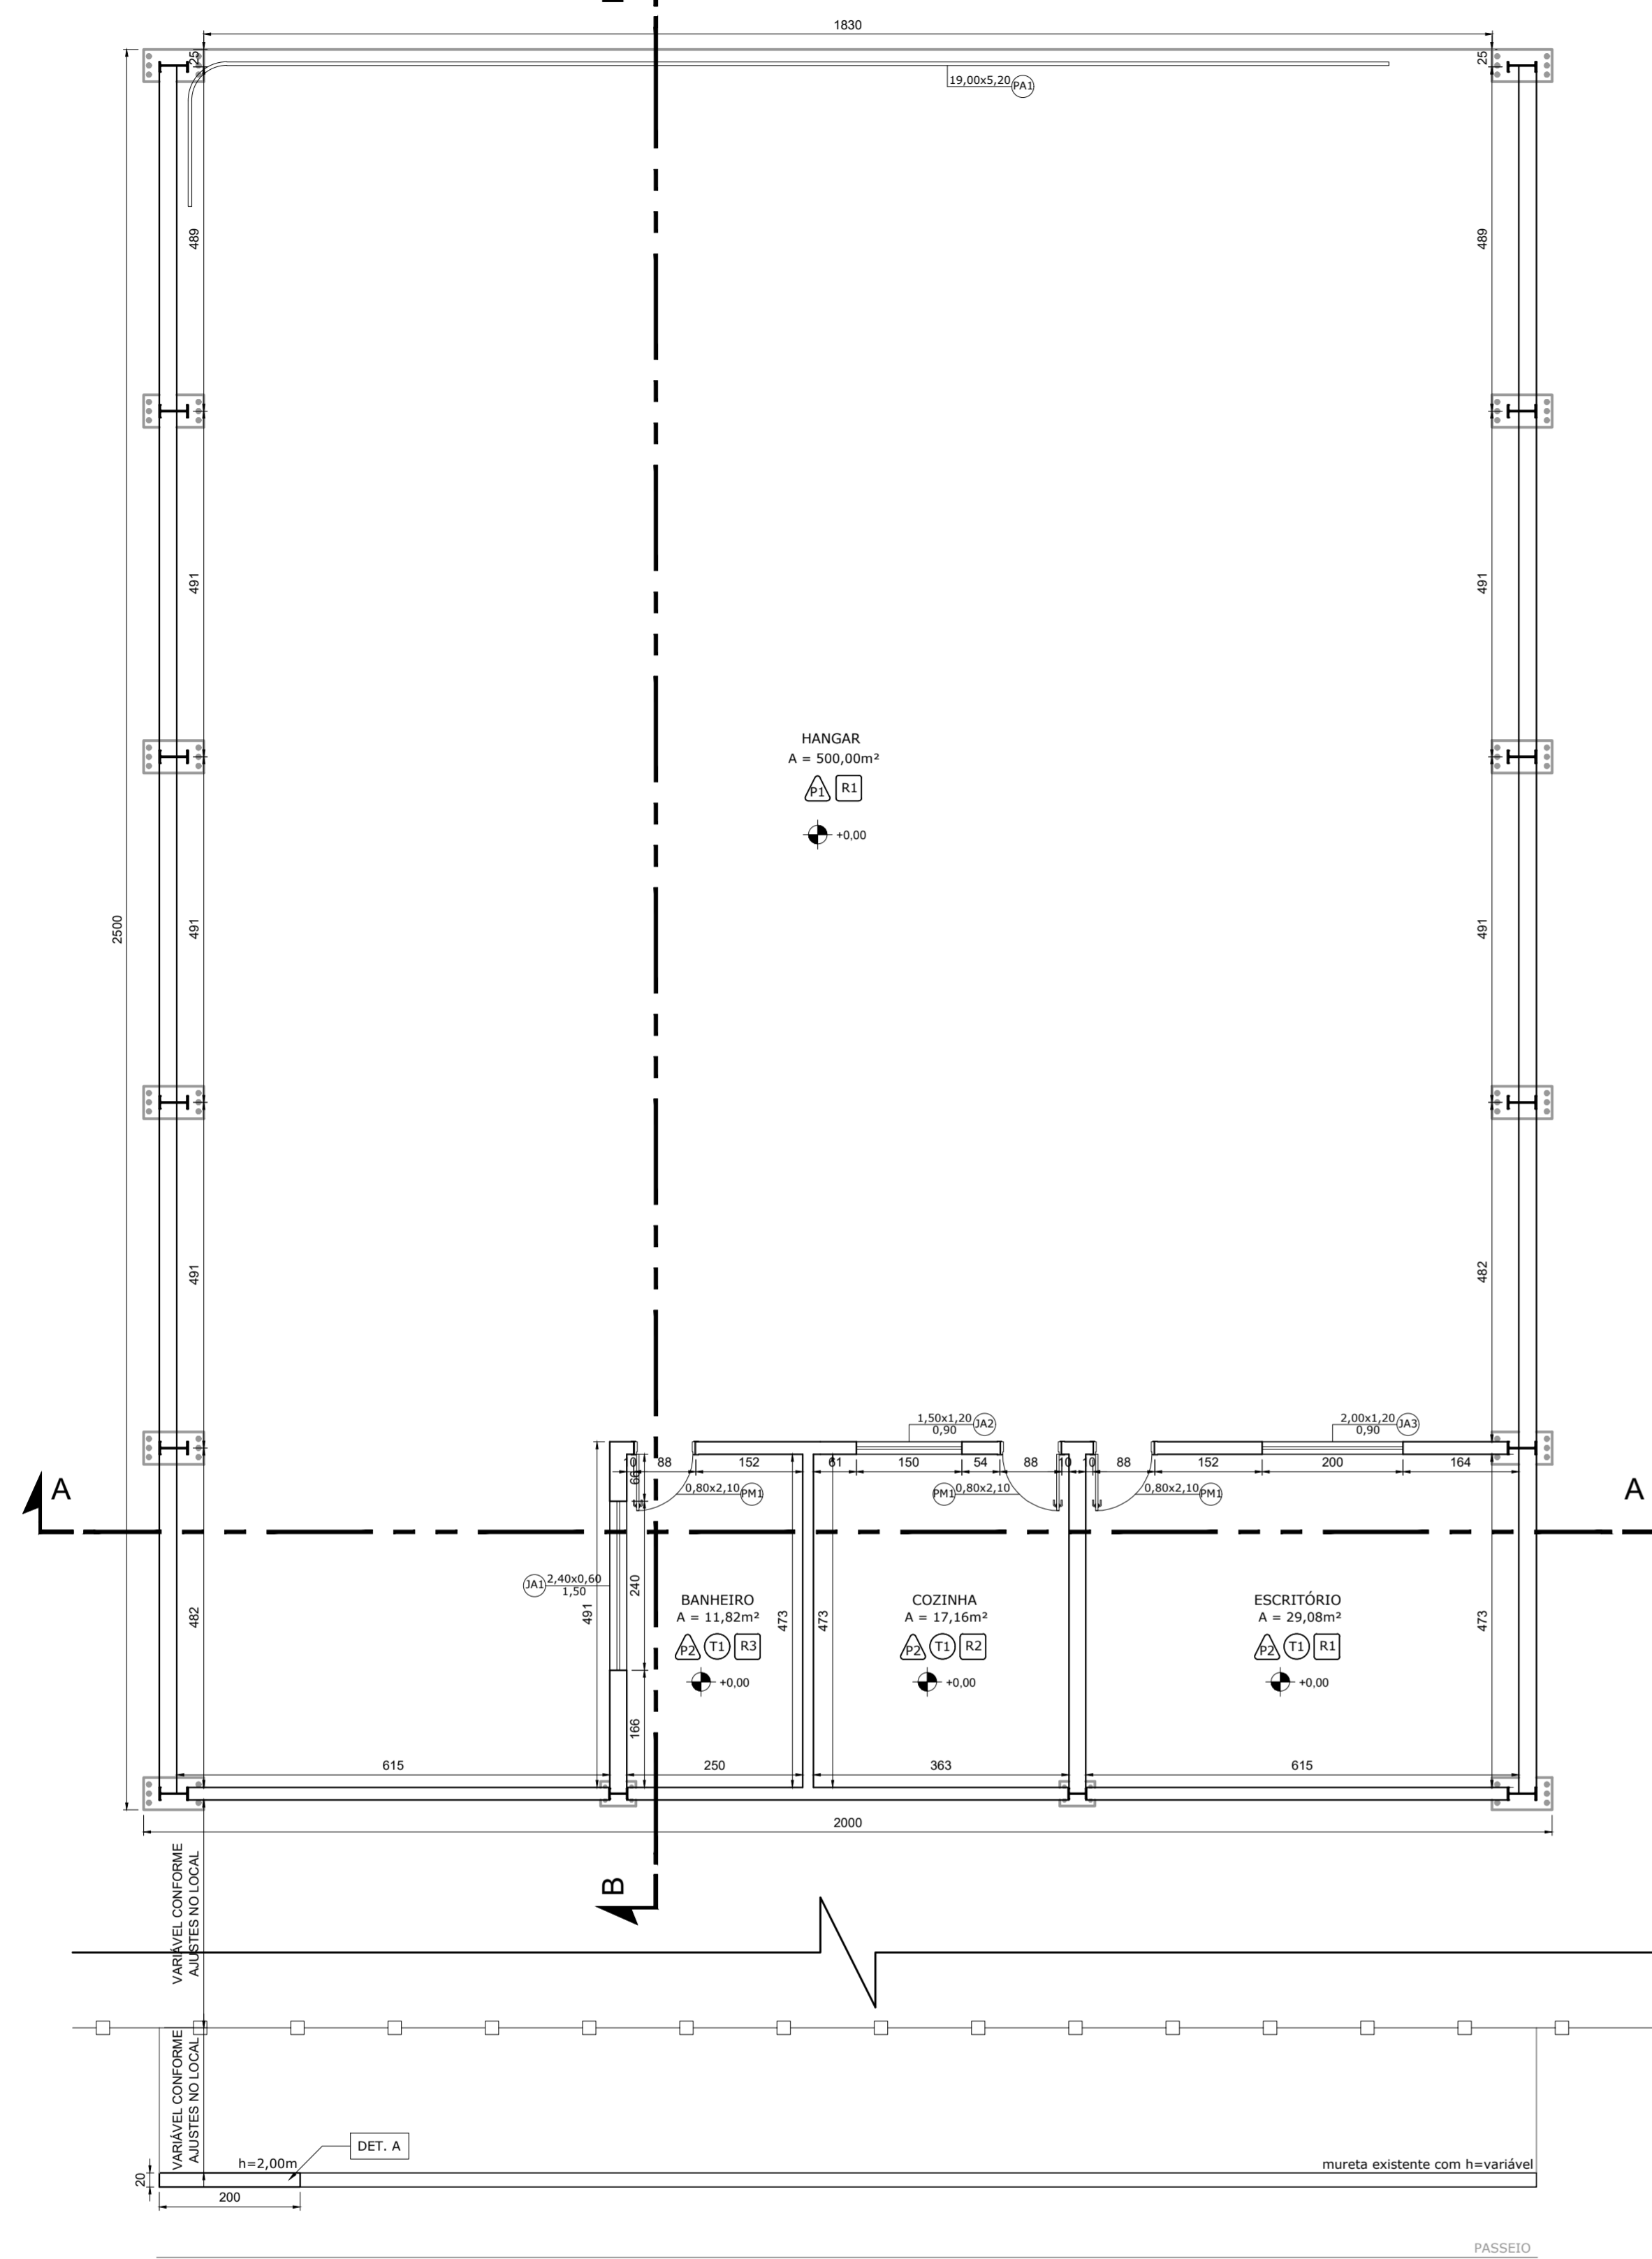 1830
25
25
19,00x5,20 PA1
489
489
491
491
HANGAR
A = 500,00m²
P1 R1
+0,00
2500
491
491
491
482
1,50x1,20 JA2
0,90
2,00x1,20 JA3
0,90
10 88 152 61 150 54 88 10 10 88 152 200 164
66
0,80x2,10 PM1
PM1 0,80x2,10
0,80x2,10 PM1
A
A
JA1 2,40x0,60
1,50
482
491
240
473
473
473
BANHEIRO
A = 11,82m²
P2 T1 R3
+0,00
COZINHA
A = 17,16m²
P2 T1 R2
+0,00
ESCRITÓRIO
A = 29,08m²
P2 T1 R1
+0,00
166
615
250
363
615
2000
B
VARIÁVEL CONFORME
AJUSTES NO LOCAL
VARIÁVEL CONFORME
AJUSTES NO LOCAL
DET. A
h=2,00m
mureta existente com h=variável
20
200
PASSEIO